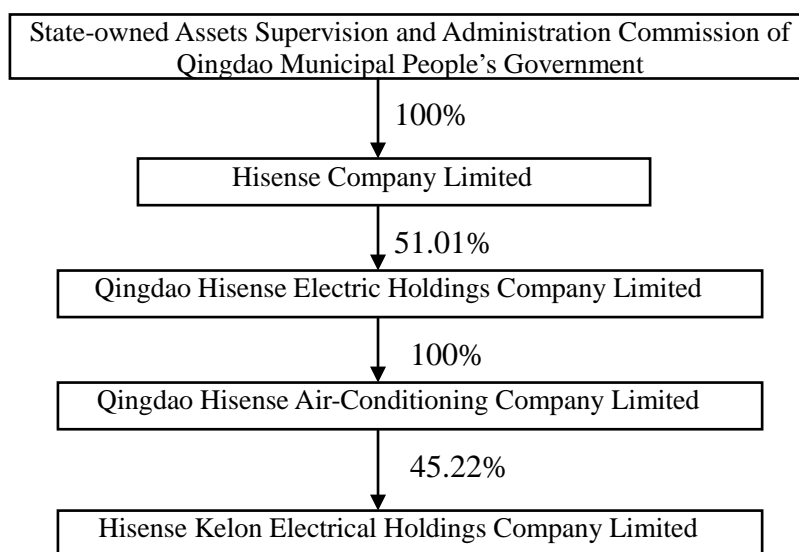 State-owned Assets Supervision and Administration Commission of
Qingdao Municipal People’s Government
100%
Hisense Company Limited
51.01%
Qingdao Hisense Electric Holdings Company Limited
100%
Qingdao Hisense Air-Conditioning Company Limited
45.22%
Hisense Kelon Electrical Holdings Company Limited